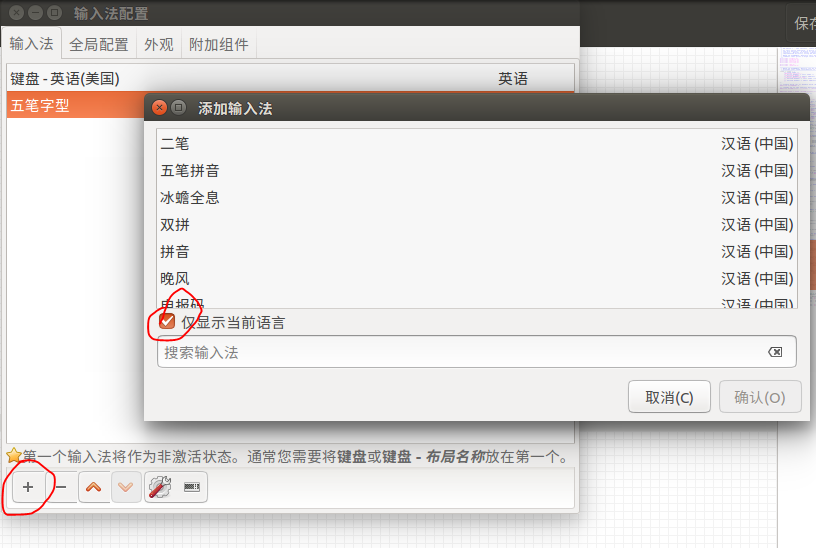 输入法配置
保存
输入法 全局配置 外观 附加组件
键盘 - 英语(美国) 英语
五笔字型
添加输入法
二笔 汉语 (中国)
五笔拼音 汉语 (中国)
冰蟾全息 汉语 (中国)
双拼 汉语 (中国)
拼音 汉语 (中国)
晚风 汉语 (中国)
电报码 汉语 (中国)
仅显示当前语言
搜索输入法
取消(C) 确认(O)
第一个输入法将作为非激活状态。通常您需要将键盘或键盘 - 布局名称放在第一个。